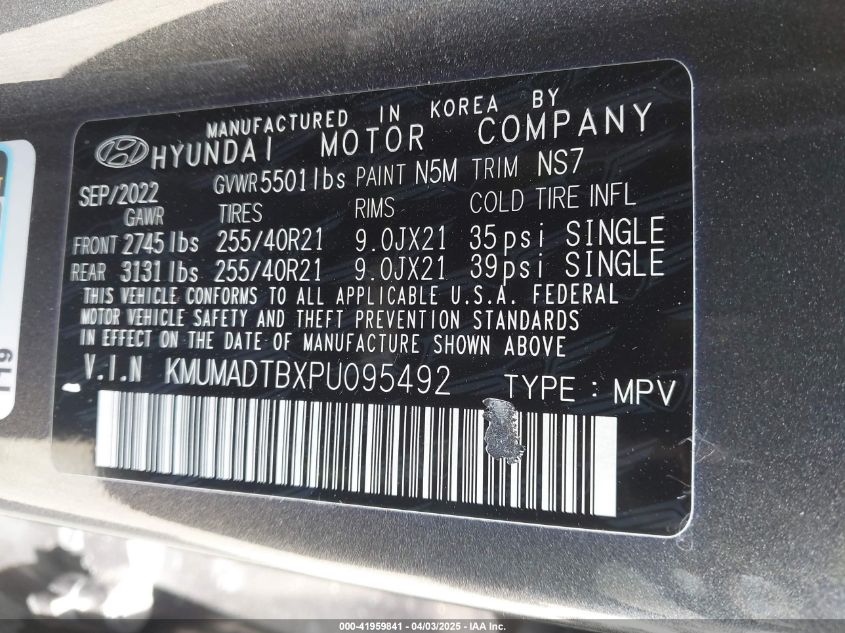 MANUFACTURED IN KOREA BY
HYUNDAI MOTOR COMPANY
SEP/2022 GVWR 5501 lbs PAINT N5M TRIM NS7
GAWR TIRES RIMS COLD TIRE INFL
FRONT 2745 lbs 255/40R21 9.0JX21 35psi SINGLE
REAR 3131 lbs 255/40R21 9.0JX21 39psi SINGLE
THIS VEHICLE CONFORMS TO ALL APPLICABLE U.S.A. FEDERAL
MOTOR VEHICLE SAFETY AND THEFT PREVENTION STANDARDS
IN EFFECT ON THE DATE OF MANUFACTURE SHOWN ABOVE
V.I.N KMUMADTBXPU095492 TYPE : MPV
000-41959841 - 04/03/2025 - IAA Inc.